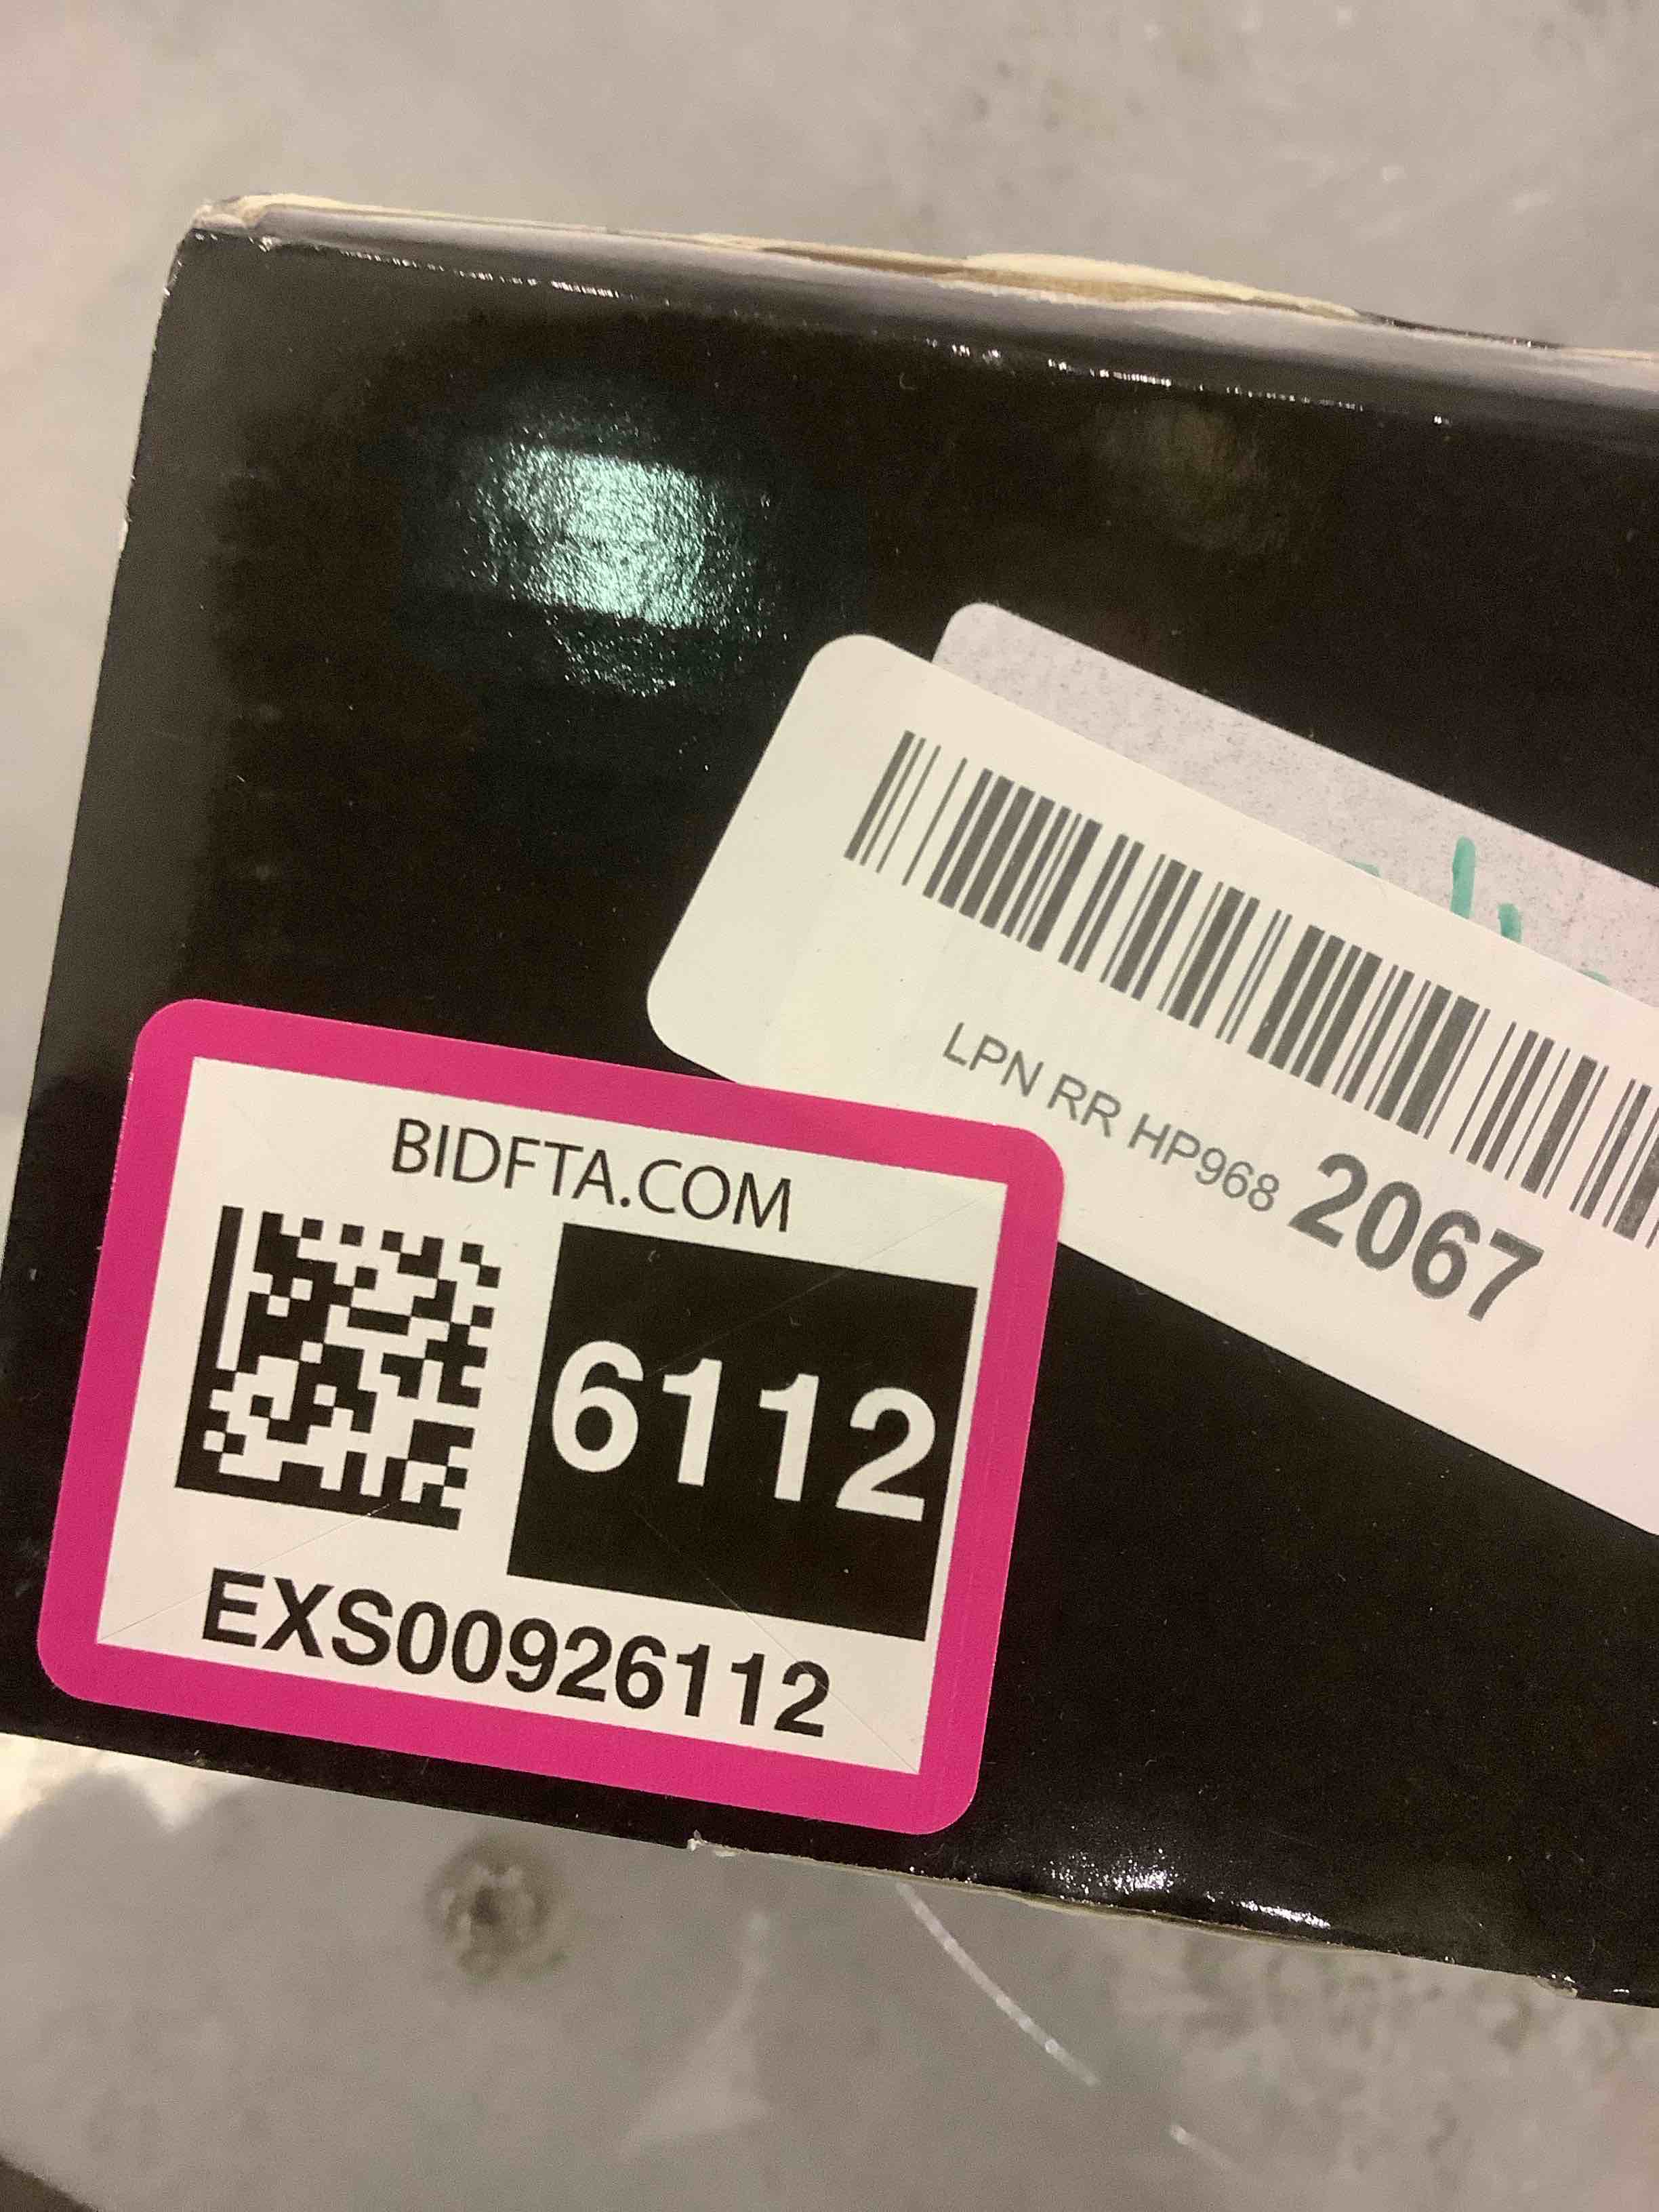 LPN RR HP968 2067
BIDFTA.COM
6112
EXS00926112